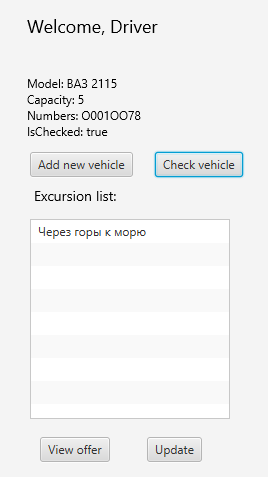 Welcome, Driver
Model: ВАЗ 2115
Capacity: 5
Numbers: О001ОО78
IsChecked: true
Add new vehicle
Check vehicle
Excursion list:
Через горы к морю
View offer
Update